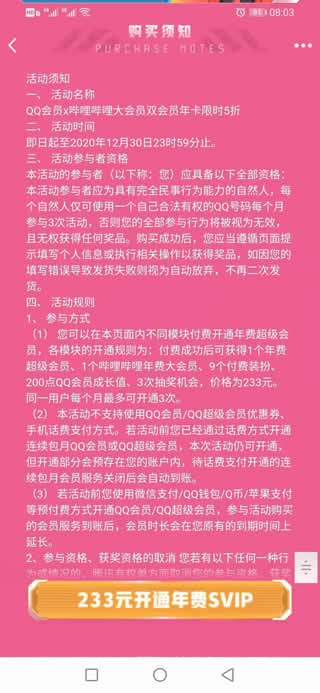 08:03
购买须知
PURCHASE NOTES
活动须知
一、 活动名称
QQ会员x哔哩哔哩大会员双会员年卡限时5折
二、 活动时间
即日起至2020年12月30日23时59分止。
三、 活动参与者资格
本活动的参与者（以下称：您）应具备以下全部资格：
本活动参与者应为具有完全民事行为能力的自然人，每
个自然人仅可使用一个自己合法有权的QQ号码每个月
参与3次活动，否则您的全部参与行为将被视为无效，
且无权获得任何奖品。购买成功后，您应当遵循页面提
示填写个人信息或执行相关操作以获得奖品，如因您的
填写错误导致发货失败则视为自动放弃，不再二次发
货。
四、 活动规则
1、 参与方式
（1） 您可以在本页面内不同模块付费开通年费超级会
员，各模块的开通规则为：付费成功后可获得1个年费
超级会员、1个哔哩哔哩年费大会员、9个付费装扮、
200点QQ会员成长值、3次抽奖机会，价格为233元。
同一用户每个月最多可开通3次。
（2） 本活动不支持使用QQ会员/QQ超级会员优惠券、
手机话费支付方式。若活动前您已经通过话费方式开通
连续包月QQ会员或QQ超级会员，本次活动仍可开通，
但开通部分会预存在您的账户内，待话费支付开通的连
续包月会员服务关闭后会自动到账。
（3） 若活动前您使用微信支付/QQ钱包/Q币/苹果支付
等预付费方式开通QQ会员/QQ超级会员，参与活动购买
的会员服务到账后，会员时长会在您原有的到期时间上
延长。
2、参与资格、获奖资格的取消 您若有以下任何一种行
为或情况的，腾讯有权单方面取消您的参与资格、获奖
233元开通年费SVIP